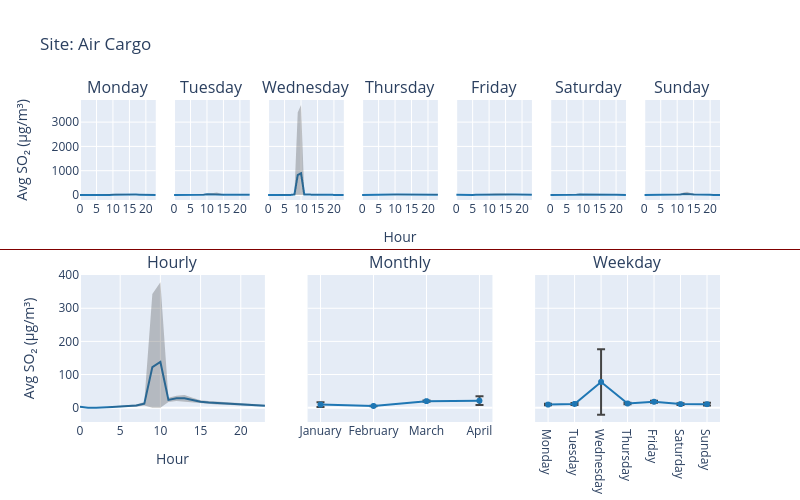 Site: Air Cargo
Monday Tuesday Wednesday Thursday Friday Saturday Sunday
Avg SO₂ (µg/m³)
3000
2000
1000
0
0 5 10 15 20 0 5 10 15 20 0 5 10 15 20 0 5 10 15 20 0 5 10 15 20 0 5 10 15 20 0 5 10 15 20
Hour
Hourly Monthly Weekday
Avg SO₂ (µg/m³)
400
300
200
100
0
0 5 10 15 20
January February March April
Monday
Tuesday
Wednesday
Thursday
Friday
Saturday
Sunday
Hour